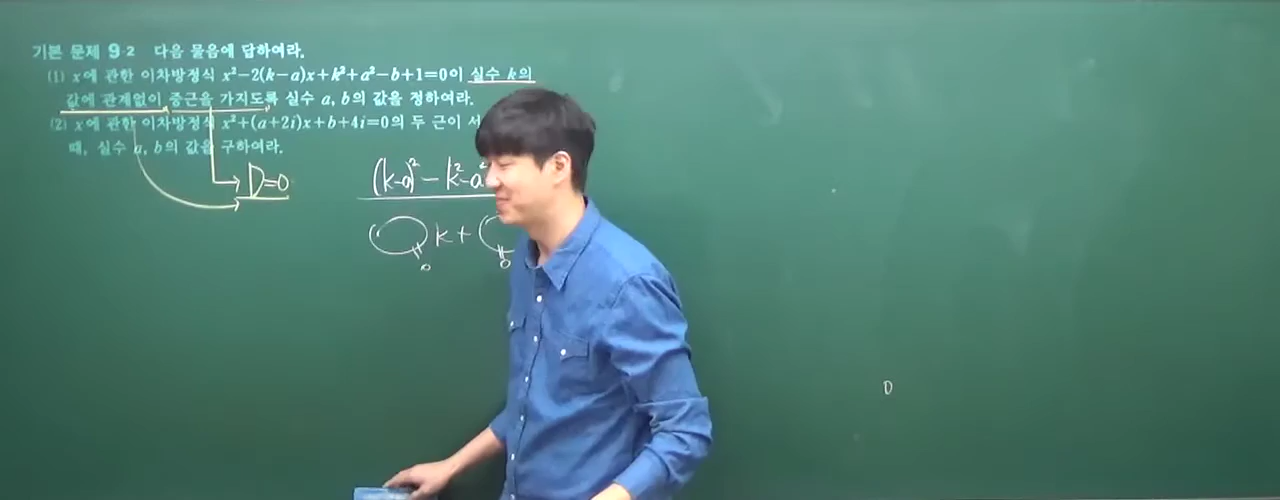 기본 문제 9-2 다음 물음에 답하여라.
(1) x에 관한 이차방정식 x²-2(k-a)x+k²+a²-b+1=0이 실수 k의
값에 관계없이 중근을 가지도록 실수 a, b의 값을 정하여라.
(2) x에 관한 이차방정식 x²+(a+2i)x+b+4i=0의 두 근이 서
때, 실수 a, b의 값을 구하여라.
D=0
(k-a)²-k²-a²
k+
0 0
0